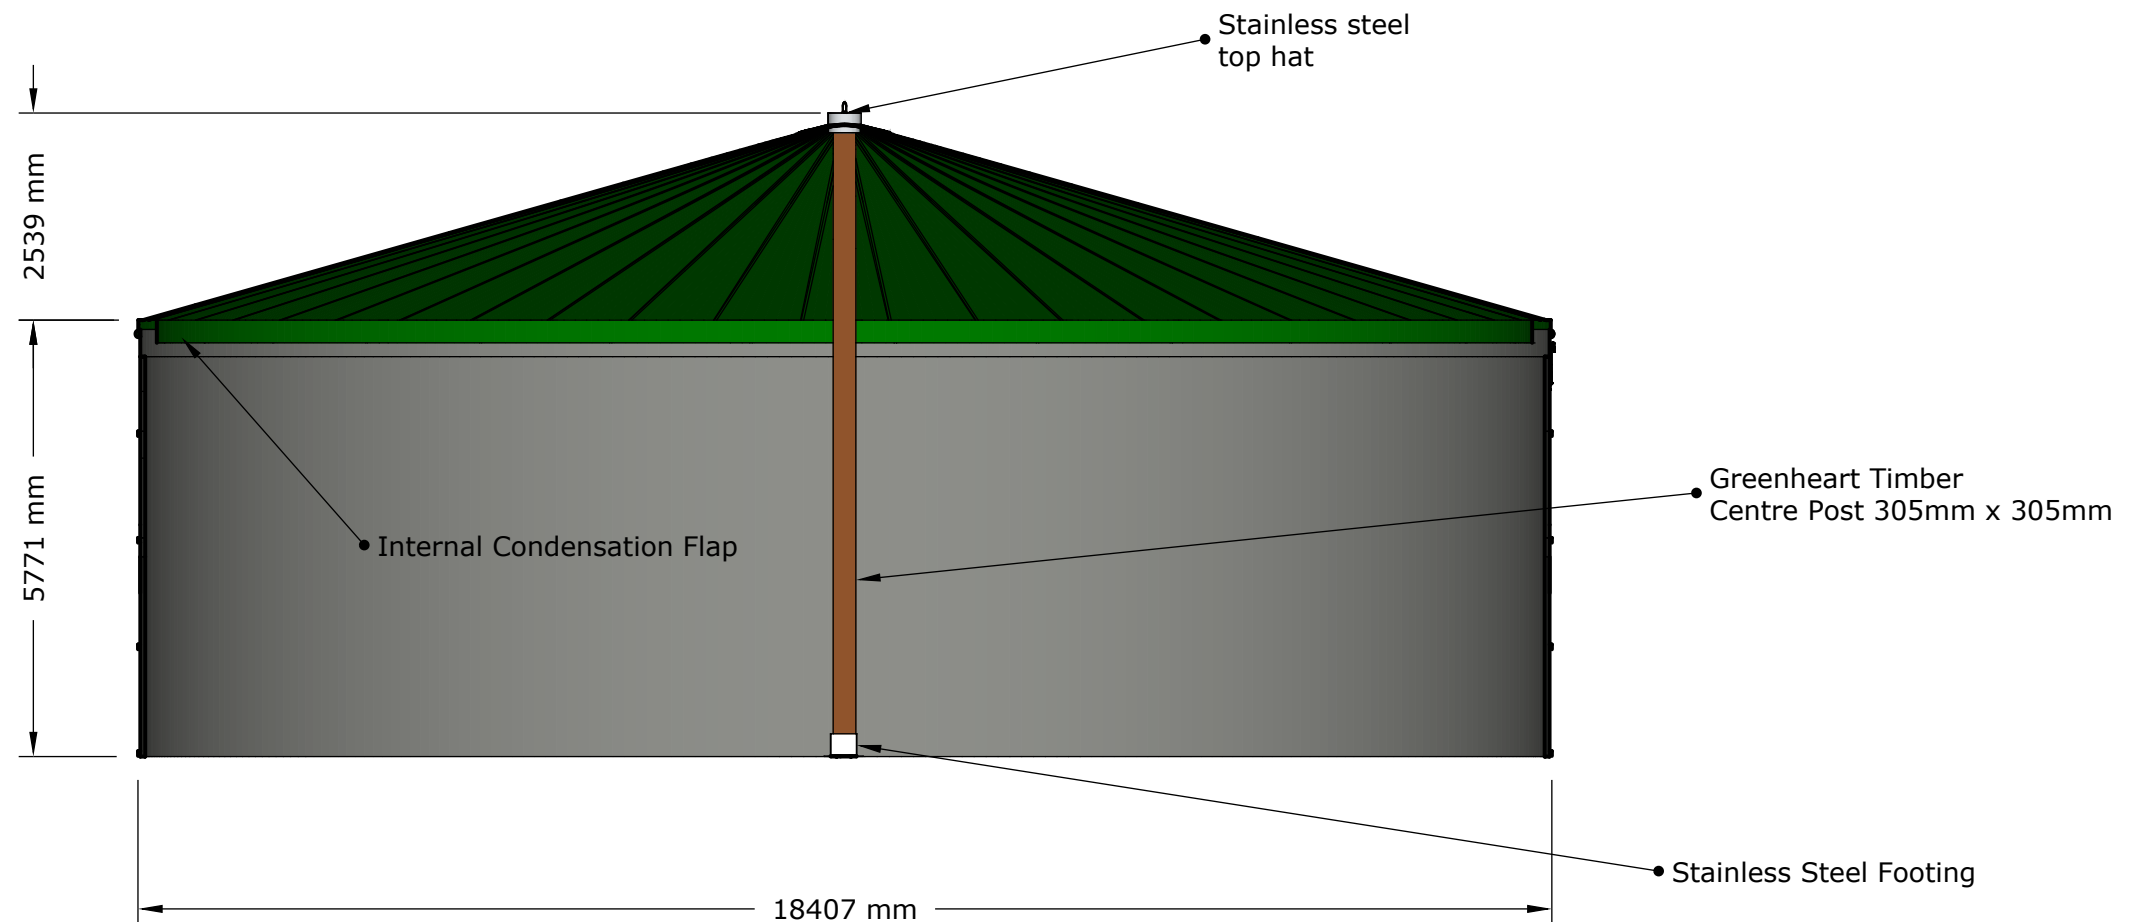 Stainless steel
top hat
2539 mm
Greenheart Timber
Centre Post 305mm x 305mm
5771 mm
Internal Condensation Flap
Stainless Steel Footing
18407 mm